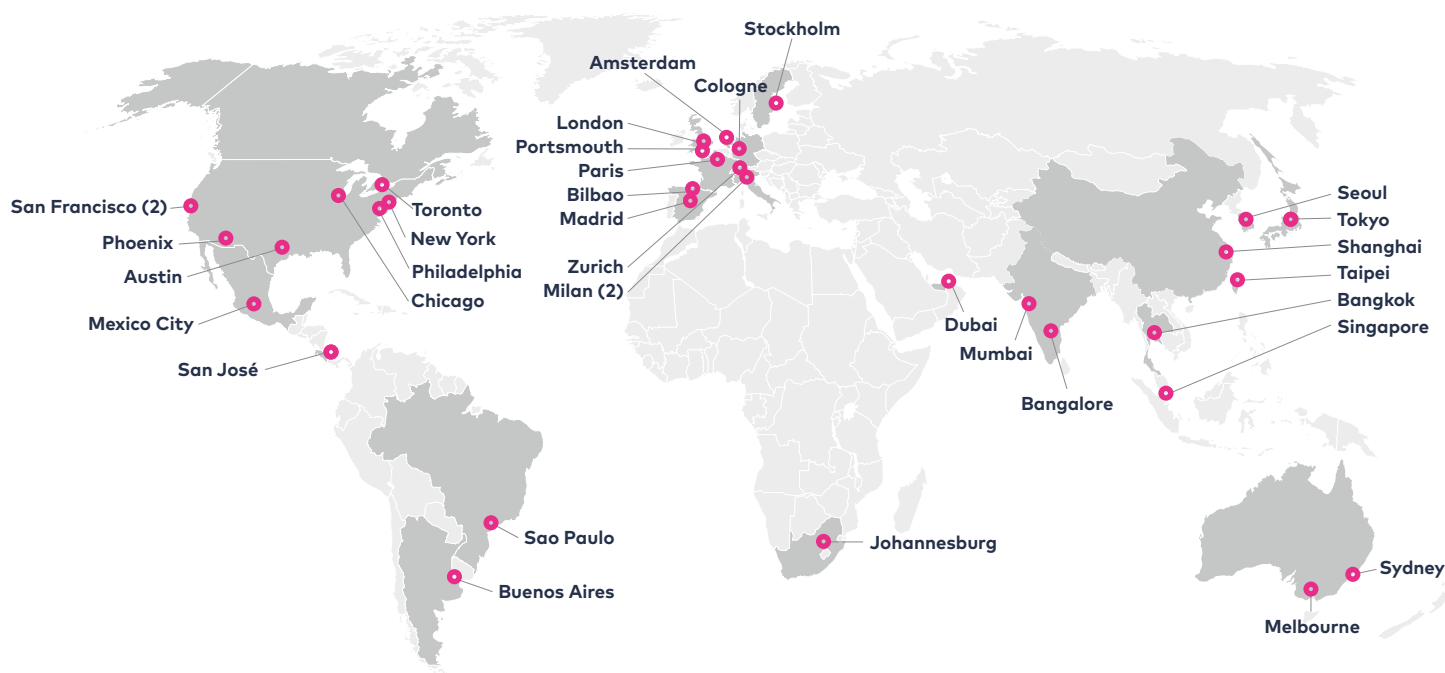 Stockholm
Amsterdam
Cologne
London
Portsmouth
Paris
Bilbao
Madrid
Zurich
Milan (2)
San Francisco (2)
Phoenix
Austin
Mexico City
San José
Toronto
New York
Philadelphia
Chicago
Sao Paulo
Buenos Aires
Johannesburg
Dubai
Mumbai
Bangalore
Seoul
Tokyo
Shanghai
Taipei
Bangkok
Singapore
Sydney
Melbourne